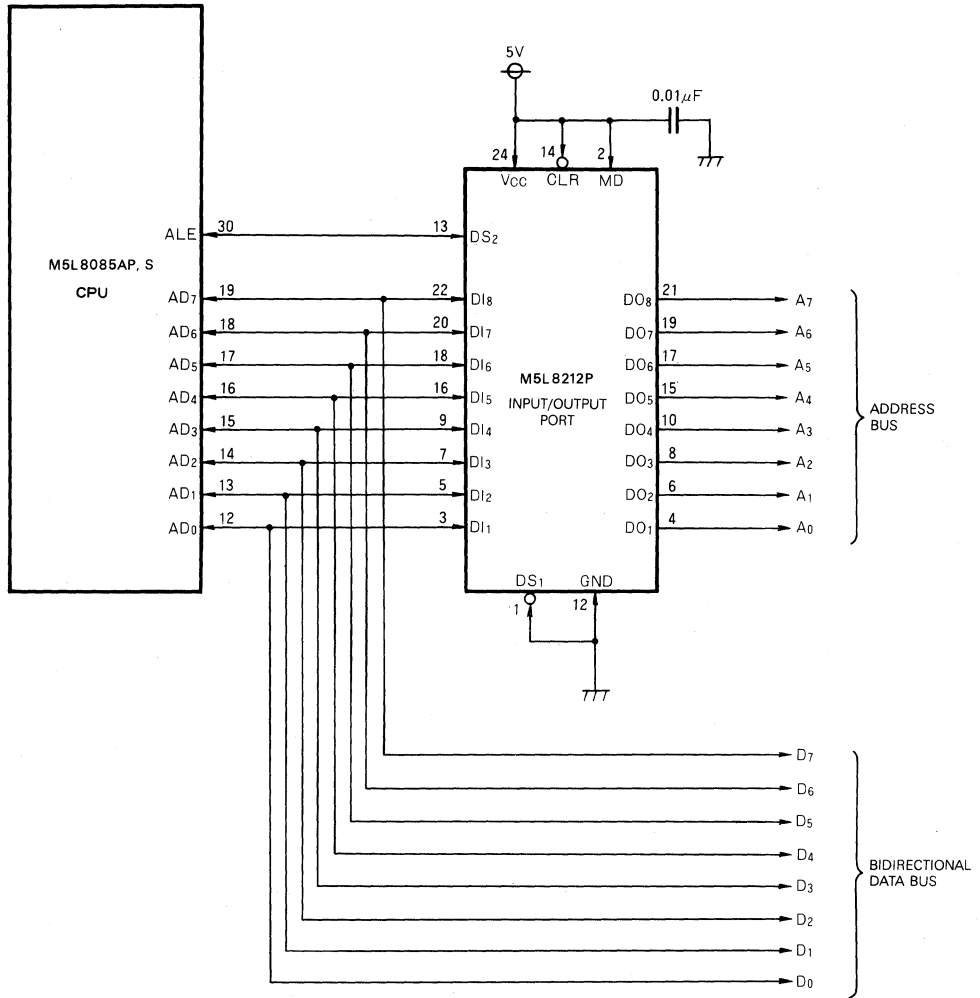 5V
0.01μF
24 14 2
VCC CLR MD
ALE 30 13 DS2
M5L8085AP, S
CPU
AD7 19 22 DI8 DO8 21 A7
AD6 18 20 DI7 DO7 19 A6
AD5 17 18 DI6 DO6 17 A5
M5L8212P
INPUT/OUTPUT
PORT
AD4 16 16 DI5 DO5 15 A4
ADDRESS
BUS
AD3 15 9 DI4 DO4 10 A3
AD2 14 7 DI3 DO3 8 A2
AD1 13 5 DI2 DO2 6 A1
AD0 12 3 DI1 DO1 4 A0
DS1 GND
1 12
D7
D6
D5
D4
BIDIRECTIONAL
DATA BUS
D3
D2
D1
D0